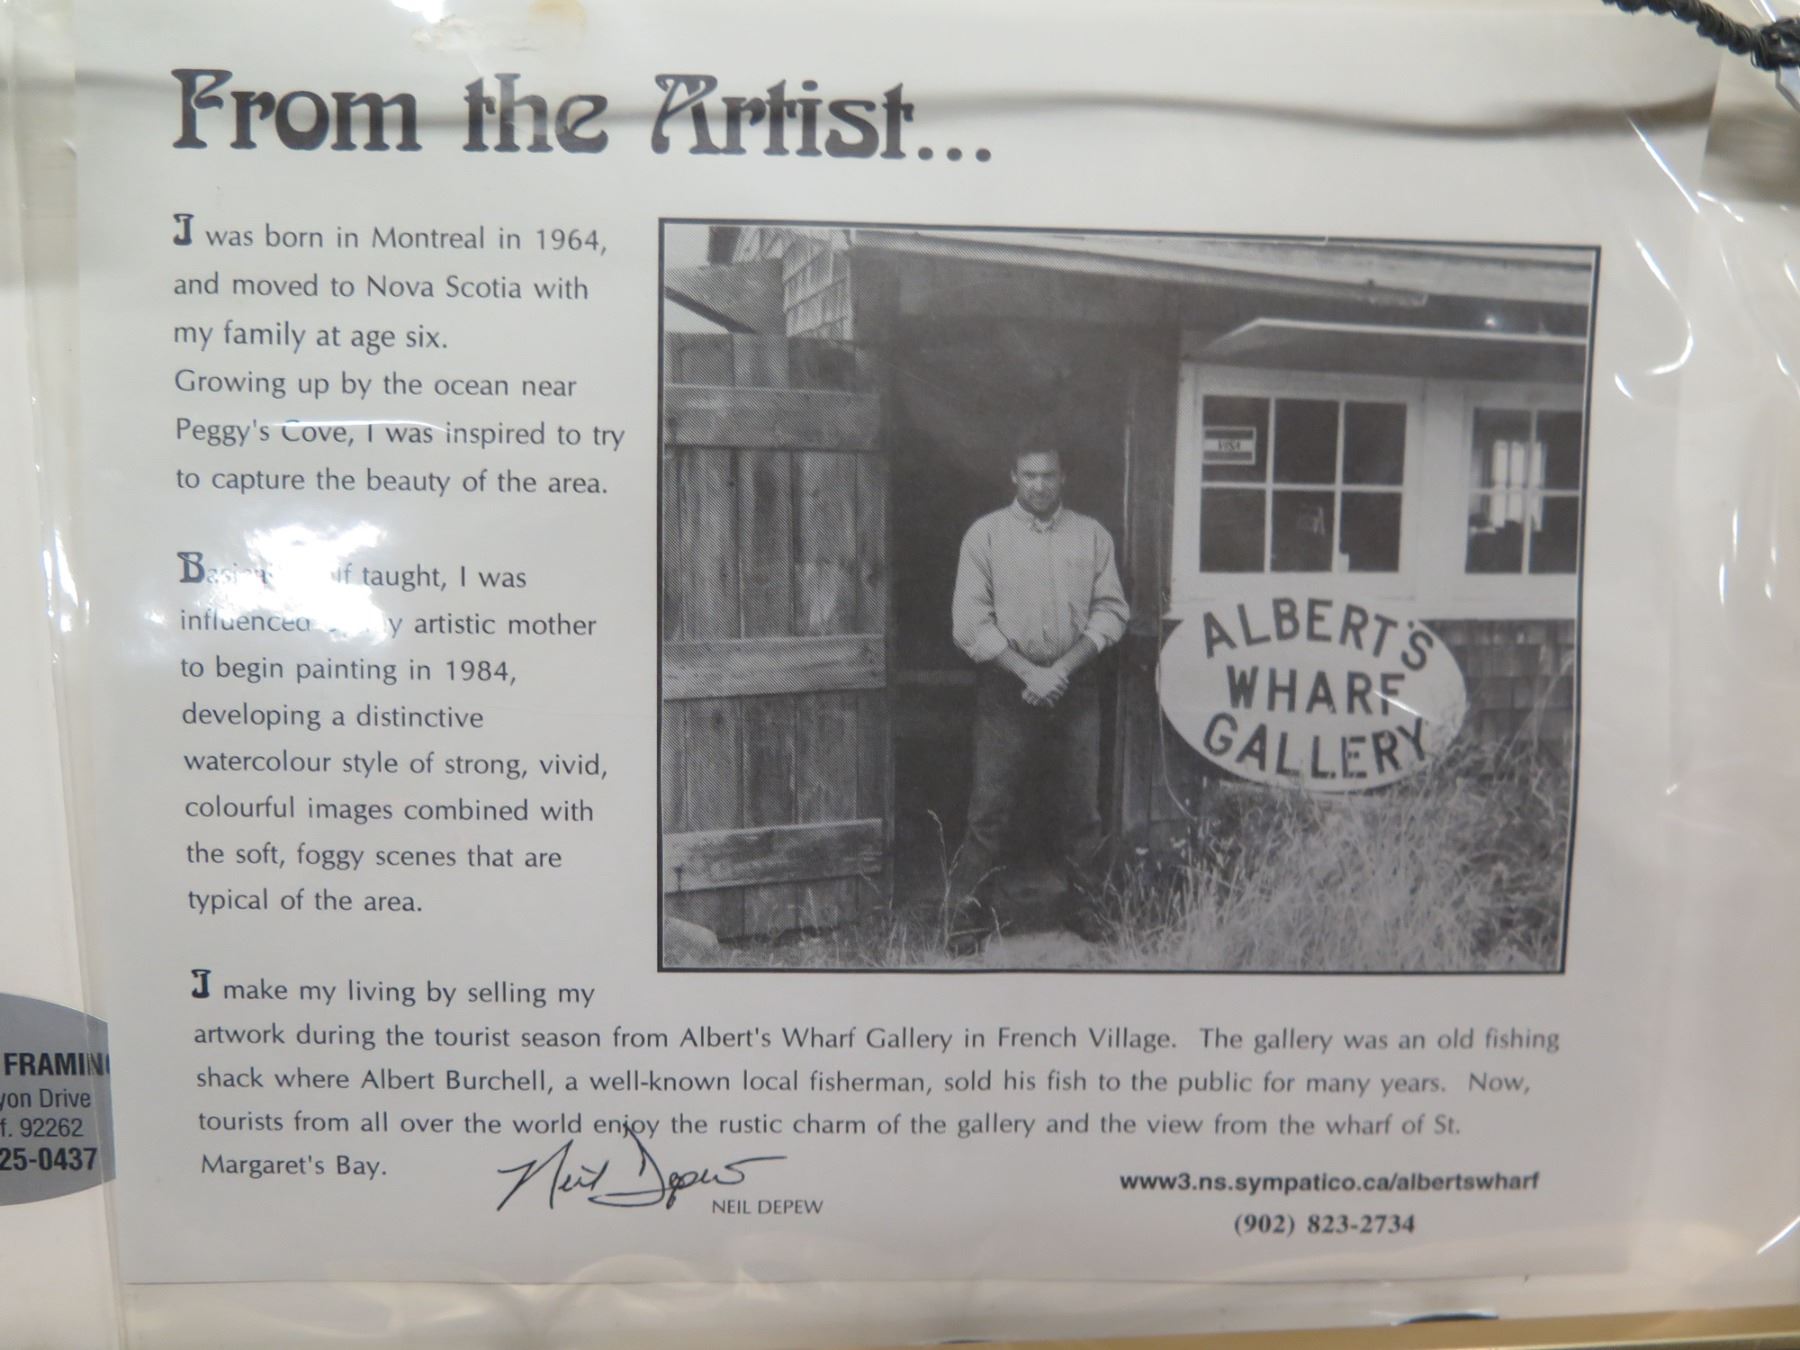 From the Artist...
I was born in Montreal in 1964,
and moved to Nova Scotia with
my family at age six.
Growing up by the ocean near
Peggy's Cove, I was inspired to try
to capture the beauty of the area.
taught, I was
influenced artistic mother
to begin painting in 1984,
developing a distinctive
watercolour style of strong, vivid,
colourful images combined with
the soft, foggy scenes that are
typical of the area.
I make my living by selling my
artwork during the tourist season from Albert's Wharf Gallery in French Village. The gallery was an old fishing
shack where Albert Burchell, a well-known local fisherman, sold his fish to the public for many years. Now,
tourists from all over the world enjoy the rustic charm of the gallery and the view from the wharf of St.
Margaret's Bay.
Neil Depew
NEIL DEPEW
www3.ns.sympatico.ca/albertswharf
(902) 823-2734
VISA
ALBERT'S
WHARF
GALLERY
FRAMIN
yon Drive
f. 92262
25-0437